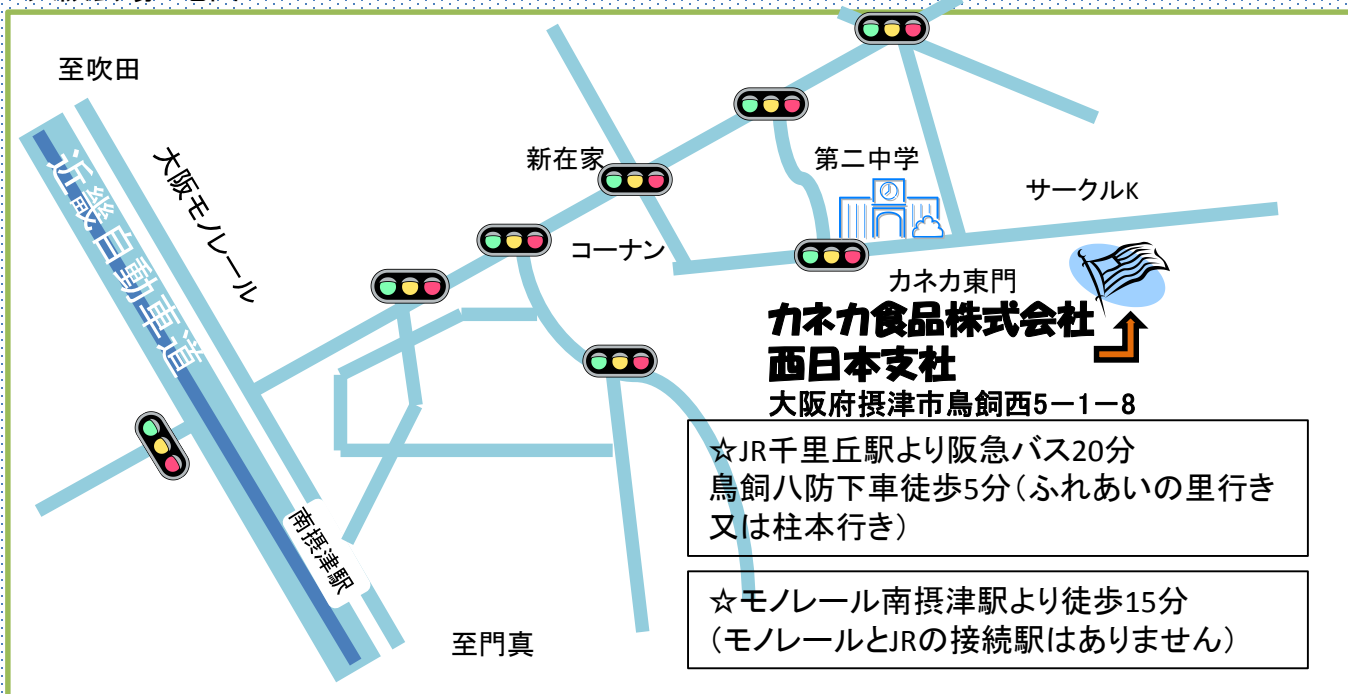 至吹田
近畿自動車道
大阪モノレール
新在家
第二中学
サークルK
コーナン
カネカ東門
カネカ食品株式会社
西日本支社
大阪府摂津市鳥飼西5ー1ー8
☆JR千里丘駅より阪急バス20分
鳥飼八防下車徒歩5分（ふれあいの里行き
又は柱本行き）
南摂津駅
☆モノレール南摂津駅より徒歩15分
（モノレールとJRの接続駅はありません）
至門真